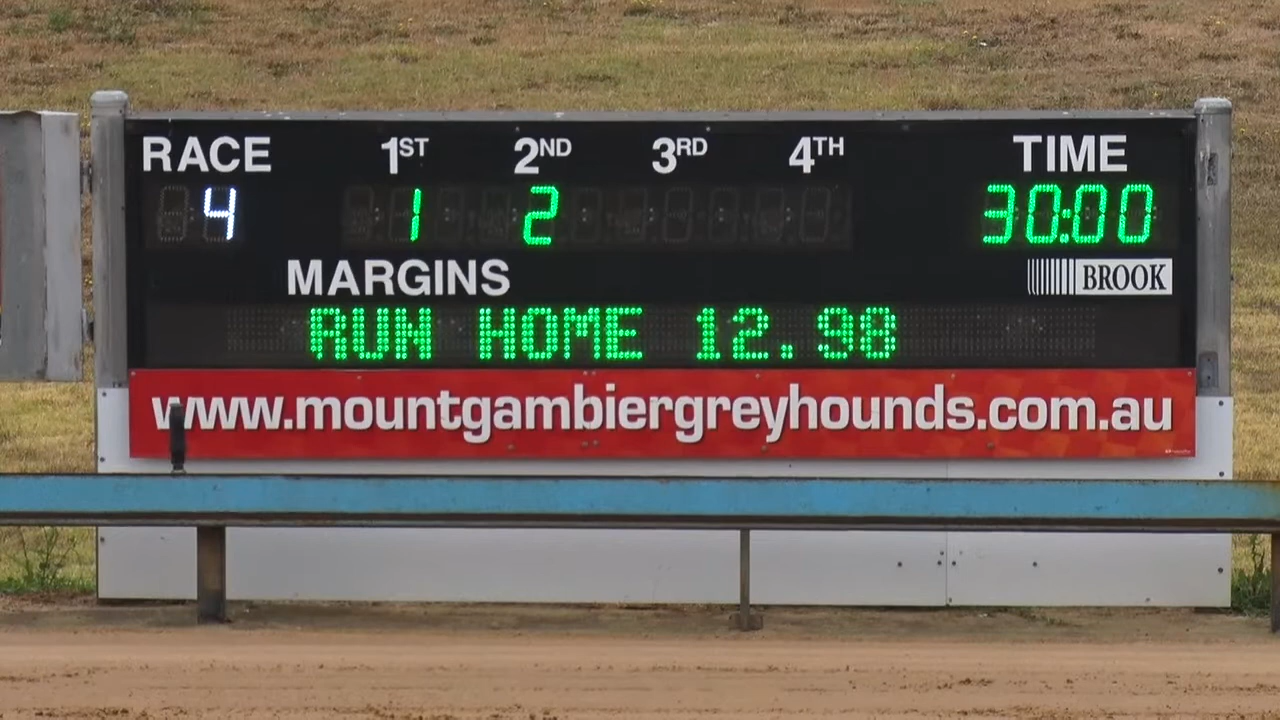 RACE 1ST 2ND 3RD 4TH TIME
4 1 2 30:00
MARGINS BROOK
RUN HOME 12.98
www.mountgambiergreyhounds.com.au